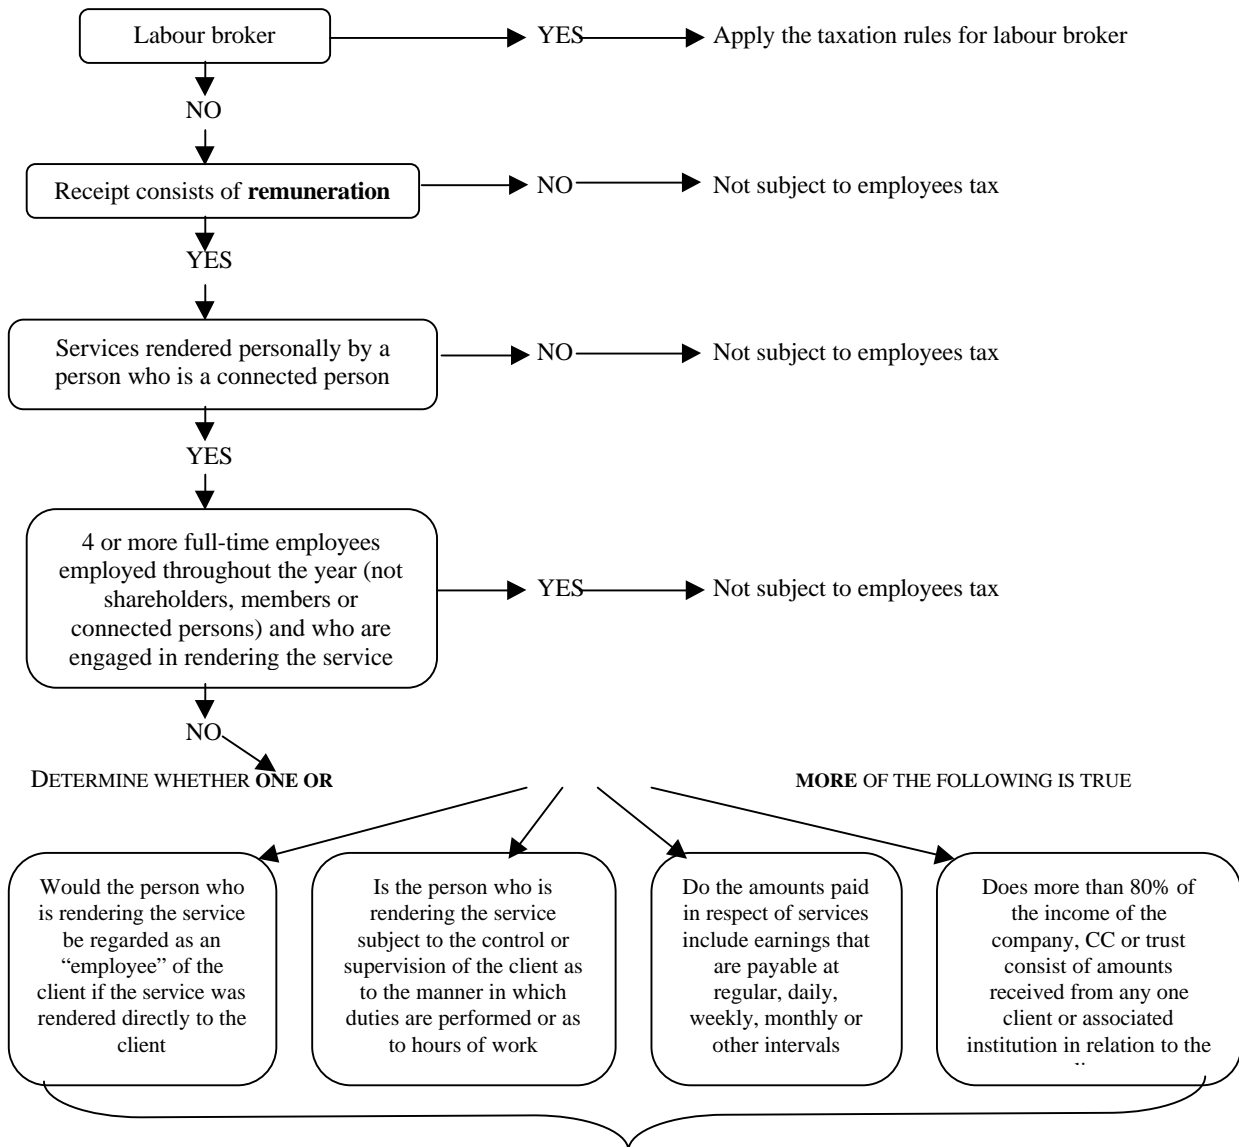 Labour broker
YES
Apply the taxation rules for labour broker
NO
Receipt consists of remuneration
NO
Not subject to employees tax
YES
Services rendered personally by a
person who is a connected person
NO
Not subject to employees tax
YES
4 or more full-time employees
employed throughout the year (not
shareholders, members or
connected persons) and who are
engaged in rendering the service
YES
Not subject to employees tax
NO
DETERMINE WHETHER ONE OR
MORE OF THE FOLLOWING IS TRUE
Would the person who
is rendering the service
be regarded as an
“employee” of the
client if the service was
rendered directly to the
client
Is the person who is
rendering the service
subject to the control or
supervision of the client as
to the manner in which
duties are performed or as
to hours of work
Do the amounts paid
in respect of services
include earnings that
are payable at
regular, daily,
weekly, monthly or
other intervals
Does more than 80% of
the income of the
company, CC or trust
consist of amounts
received from any one
client or associated
institution in relation to the